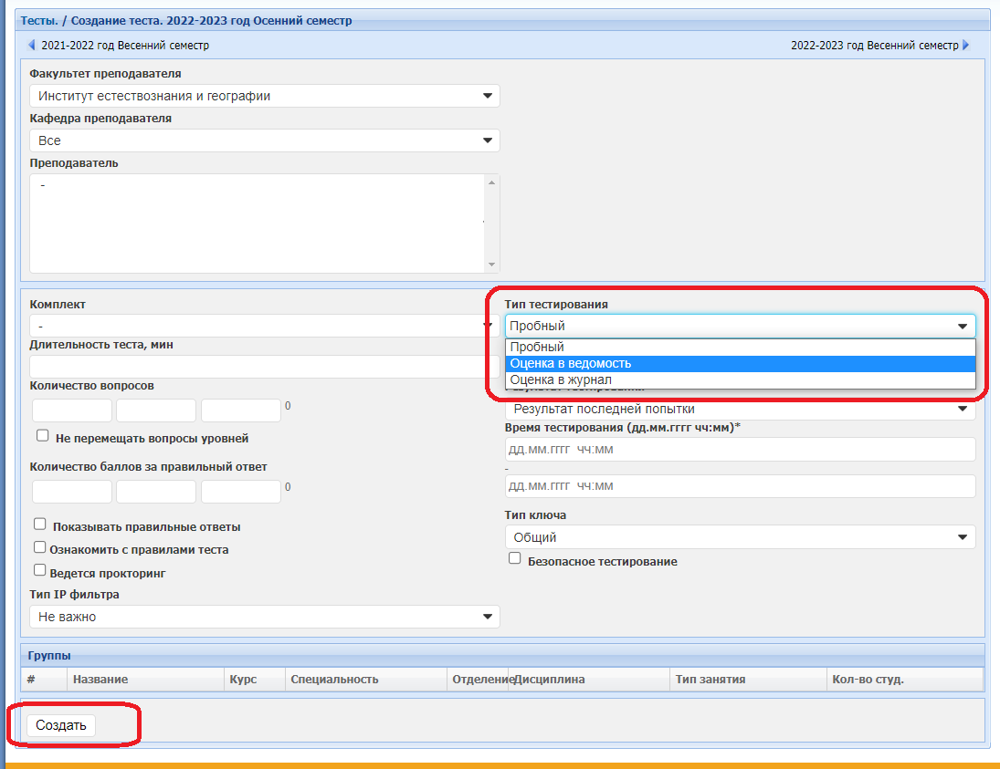 Тесты. / Создание теста. 2022-2023 год Осенний семестр
2021-2022 год Весенний семестр
2022-2023 год Весенний семестр
Факультет преподавателя
Институт естествознания и географии
Кафедра преподавателя
Все
Преподаватель
-
Комплект
-
Длительность теста, мин
Количество вопросов
0
Не перемещать вопросы уровней
Количество баллов за правильный ответ
0
Показывать правильные ответы
Ознакомить с правилами теста
Ведется прокторинг
Тип IP фильтра
Не важно
Тип тестирования
Пробный
Пробный
Оценка в ведомость
Оценка в журнал
Результат последней попытки
Время тестирования (дд.мм.гггг чч:мм)*
дд.мм.гггг чч:мм
-
дд.мм.гггг чч:мм
Тип ключа
Общий
Безопасное тестирование
Группы
# Название Курс Специальность Отделение Дисциплина Тип занятия Кол-во студ.
Создать